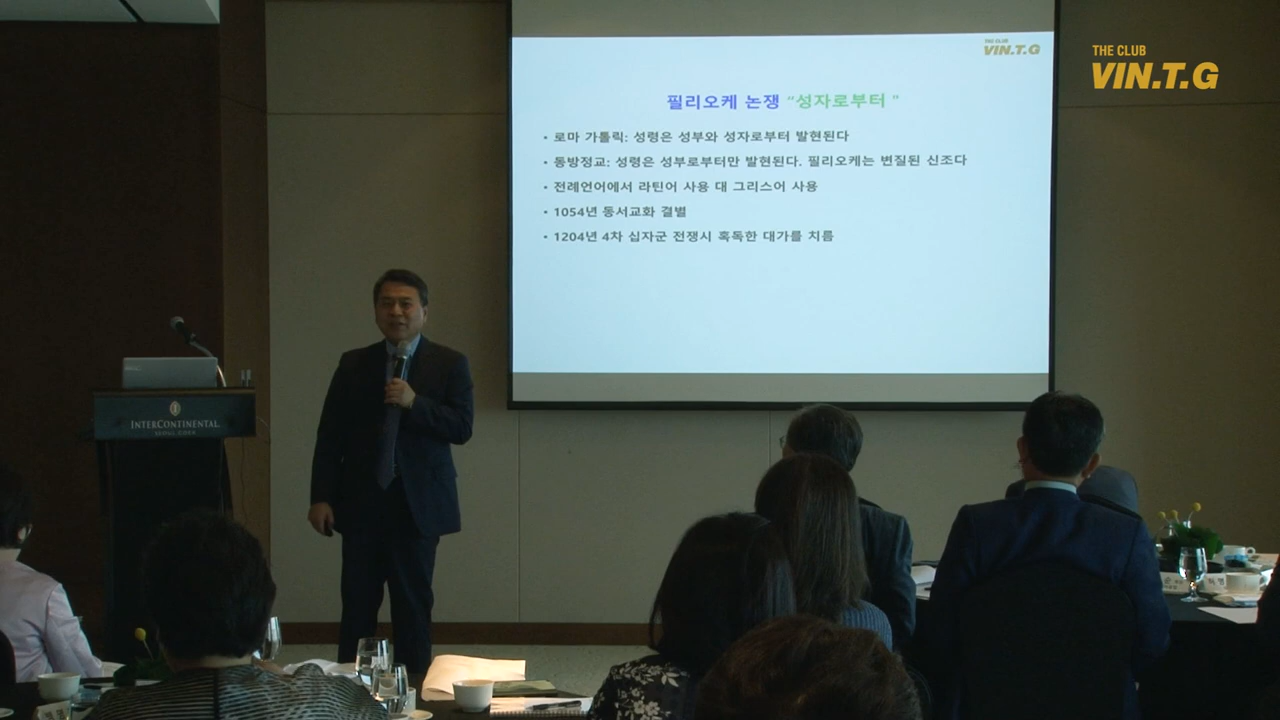 THE CLUB
VIN.T.G
THE CLUB
VIN.T.G
필리오케 논쟁 “성자로부터 "
• 로마 가톨릭: 성령은 성부와 성자로부터 발현된다
• 동방정교: 성령은 성부로부터만 발현된다. 필리오케는 변질된 신조다
• 전례언어에서 라틴어 사용 대 그리스어 사용
• 1054년 동서교화 결별
• 1204년 4차 십자군 전쟁시 혹독한 대가를 치름
INTERCONTINENTAL
SEOUL COEX